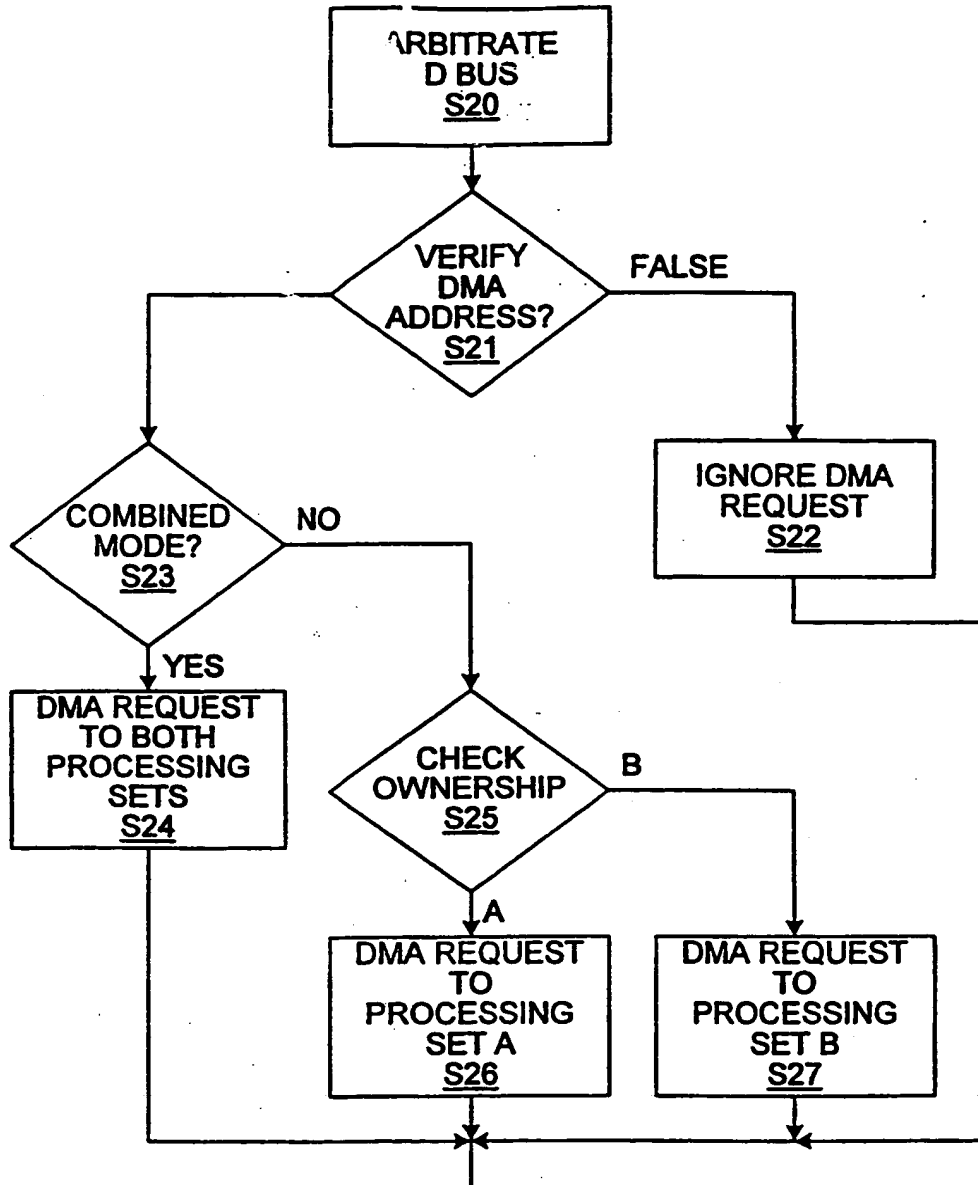 ARBITRATE
D BUS
S20
VERIFY
DMA
ADDRESS?
S21
FALSE
COMBINED
MODE?
S23
NO
IGNORE DMA
REQUEST
S22
YES
DMA REQUEST
TO BOTH
PROCESSING
SETS
S24
CHECK
OWNERSHIP
S25
B
A
DMA REQUEST
TO
PROCESSING
SET A
S26
DMA REQUEST
TO
PROCESSING
SET B
S27